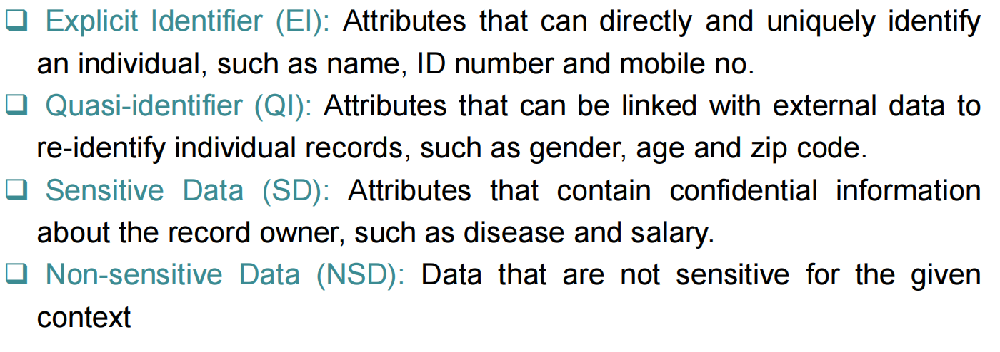 ❑ Explicit Identifier (EI): Attributes that can directly and uniquely identify
an individual, such as name, ID number and mobile no.
❑ Quasi-identifier (QI): Attributes that can be linked with external data to
re-identify individual records, such as gender, age and zip code.
❑ Sensitive Data (SD): Attributes that contain confidential information
about the record owner, such as disease and salary.
❑ Non-sensitive Data (NSD): Data that are not sensitive for the given
context